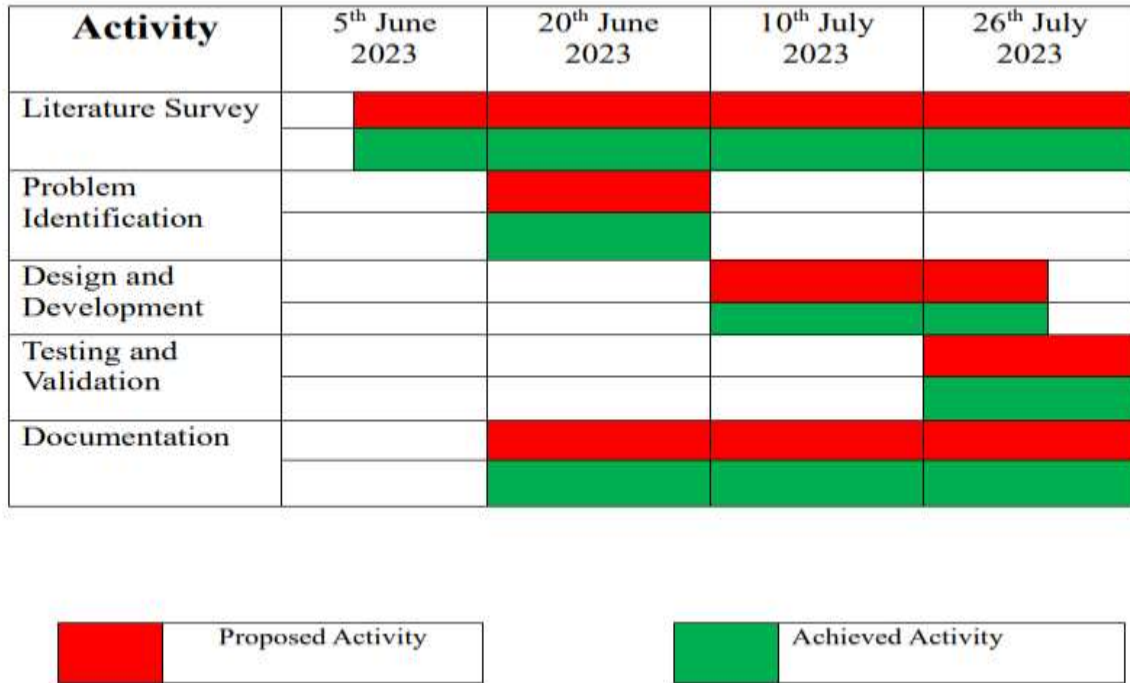 Activity
5th June
2023
20th June
2023
10th July
2023
26th July
2023
Literature Survey
Problem
Identification
Design and
Development
Testing and
Validation
Documentation
Proposed Activity
Achieved Activity